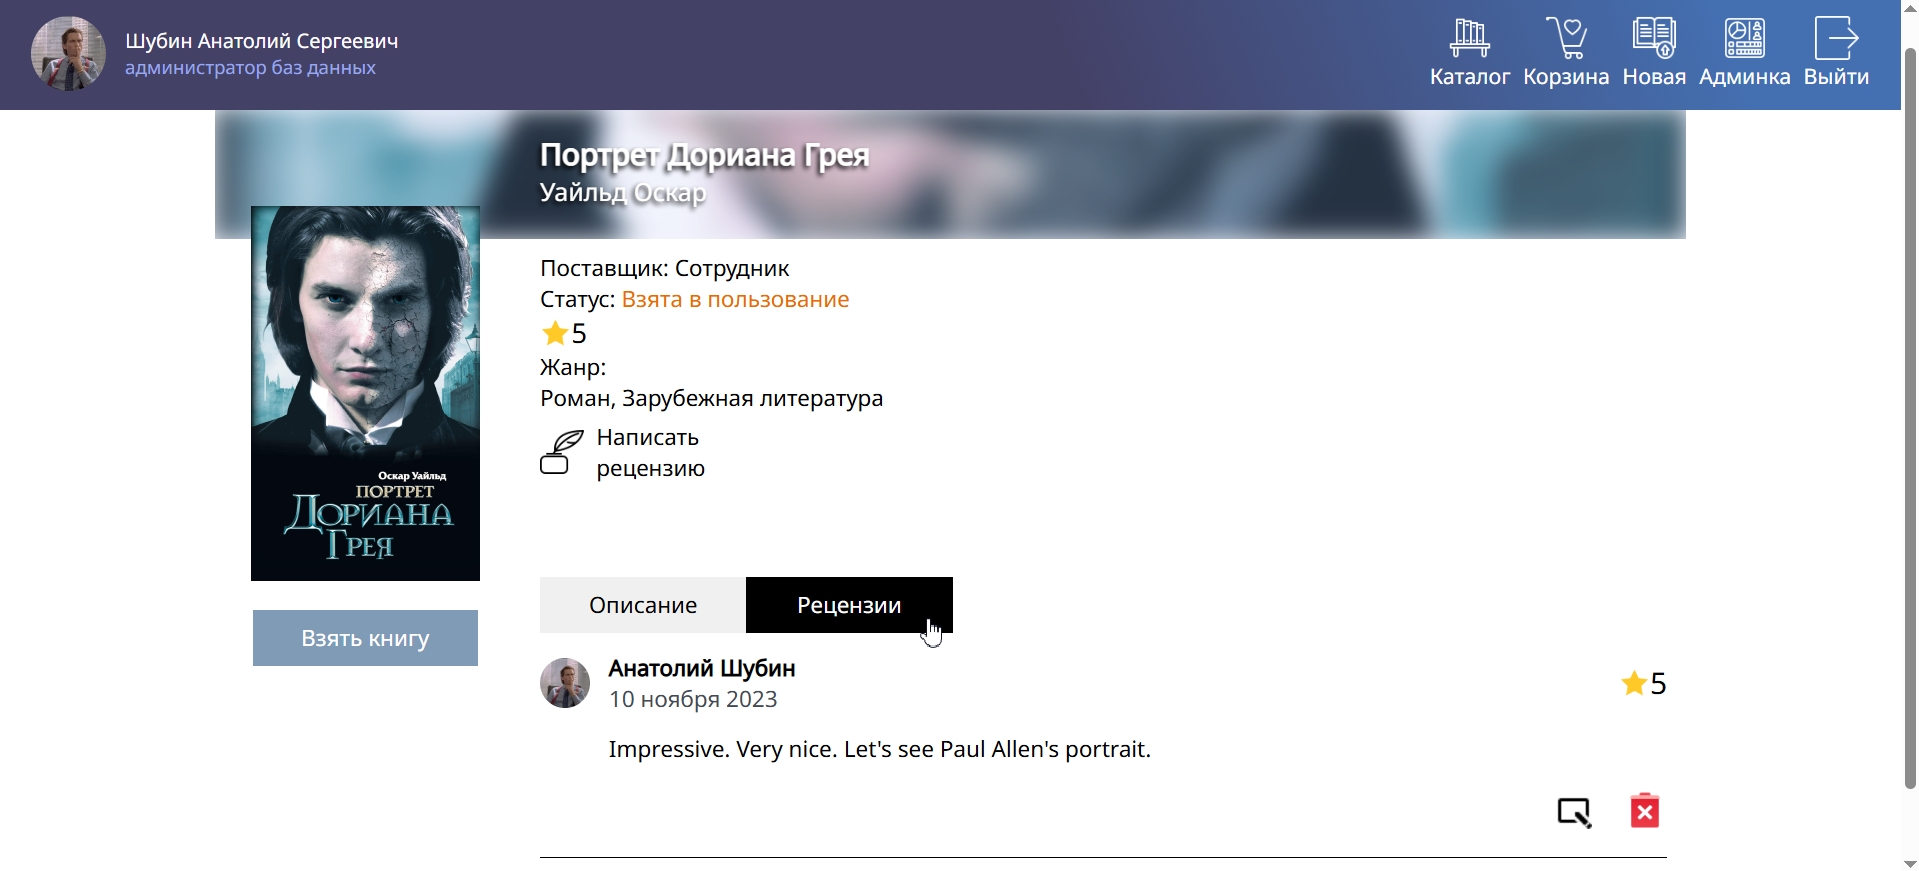 Шубин Анатолий Сергеевич
администратор баз данных
Каталог Корзина Новая Админка Выйти
Портрет Дориана Грея
Уайльд Оскар
Оскар Уайльд
ПОРТРЕТ
ДОРИАНА
ГРЕЯ
Взять книгу
Поставщик: Сотрудник
Статус: Взята в пользование
5
Жанр:
Роман, Зарубежная литература
Написать
рецензию
Описание Рецензии
Анатолий Шубин
10 ноября 2023
5
Impressive. Very nice. Let's see Paul Allen's portrait.